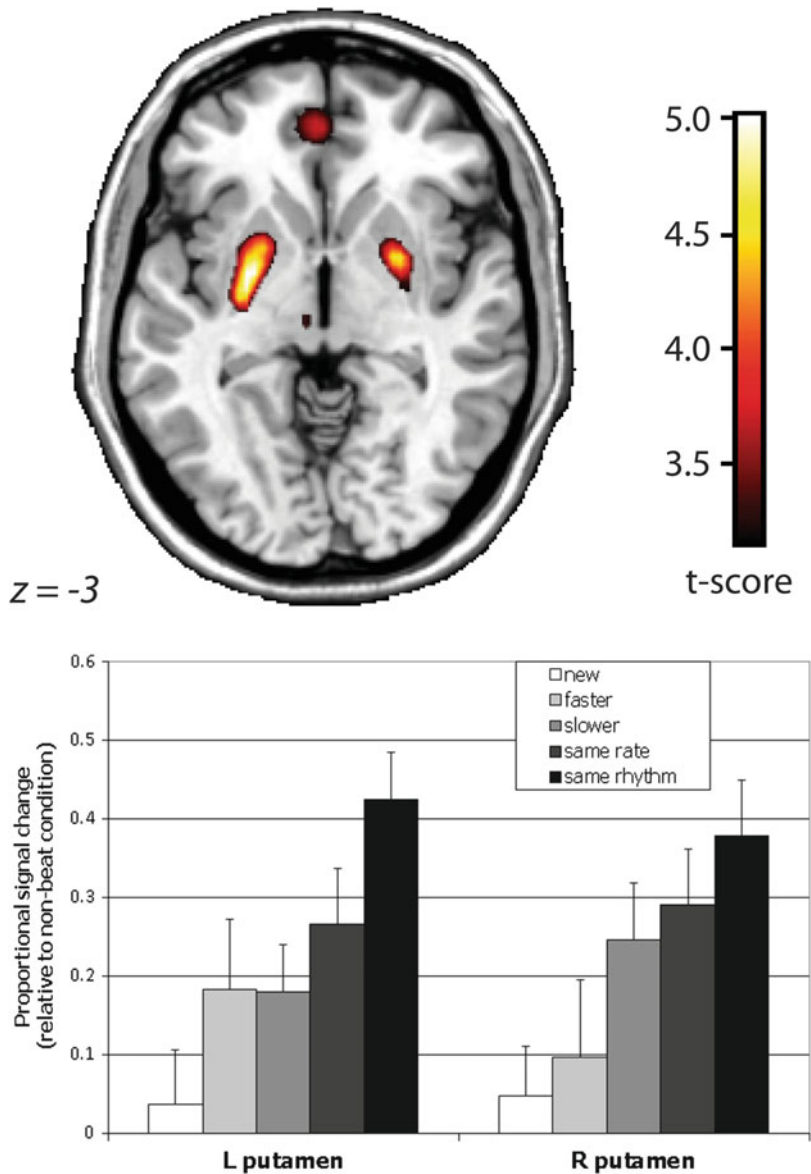 5.0
4.5
4.0
3.5
t-score
z = -3
Proportional signal change
(relative to non-beat condition)
0.6
0.5
0.4
0.3
0.2
0.1
0
new
faster
slower
same rate
same rhythm
L putamen
R putamen